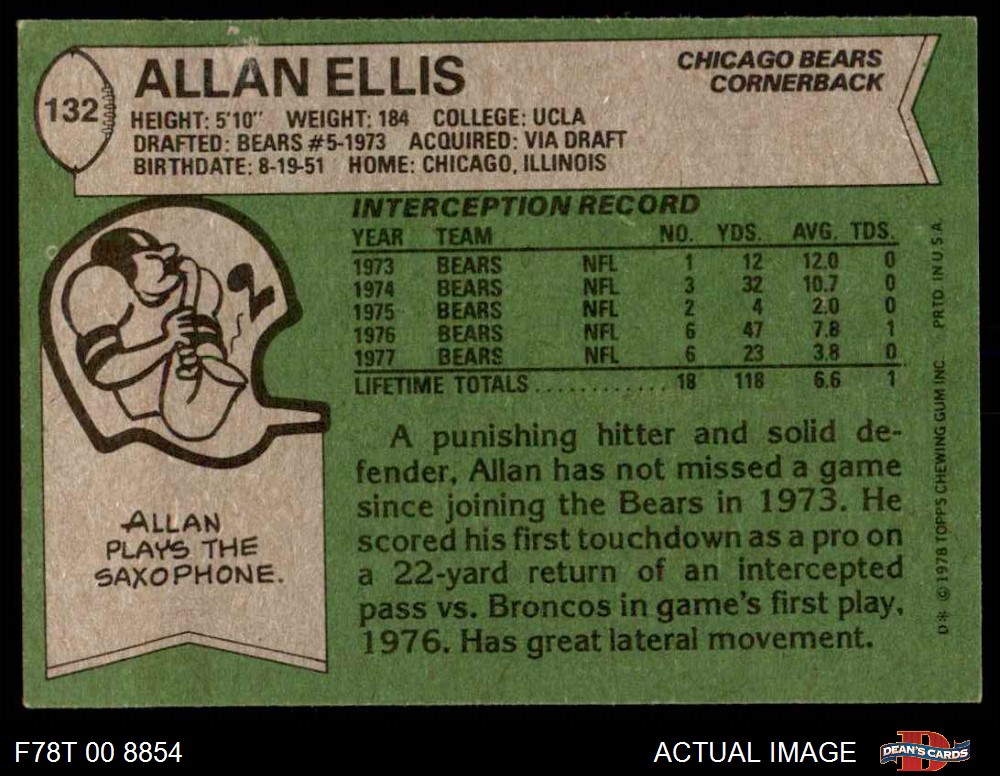 132
ALLAN ELLIS
CHICAGO BEARS
CORNERBACK
HEIGHT: 5'10" WEIGHT: 184 COLLEGE: UCLA
DRAFTED: BEARS #5-1973 ACQUIRED: VIA DRAFT
BIRTHDATE: 8-19-51 HOME: CHICAGO, ILLINOIS
INTERCEPTION RECORD
YEAR TEAM NO. YDS. AVG. TDS.
1973 BEARS NFL 1 12 12.0 0
1974 BEARS NFL 3 32 10.7 0
1975 BEARS NFL 2 4 2.0 0
1976 BEARS NFL 6 47 7.8 1
1977 BEARS NFL 6 23 3.8 0
LIFETIME TOTALS............ 18 118 6.6 1
A punishing hitter and solid de-
fender, Allan has not missed a game
since joining the Bears in 1973. He
scored his first touchdown as a pro on
a 22-yard return of an intercepted
pass vs. Broncos in game's first play,
1976. Has great lateral movement.
ALLAN
PLAYS THE
SAXOPHONE.
D* © 1978 TOPPS CHEWING GUM INC. PRTD. IN U.S.A.
F78T 00 8854
ACTUAL IMAGE
D
DEAN'S CARDS